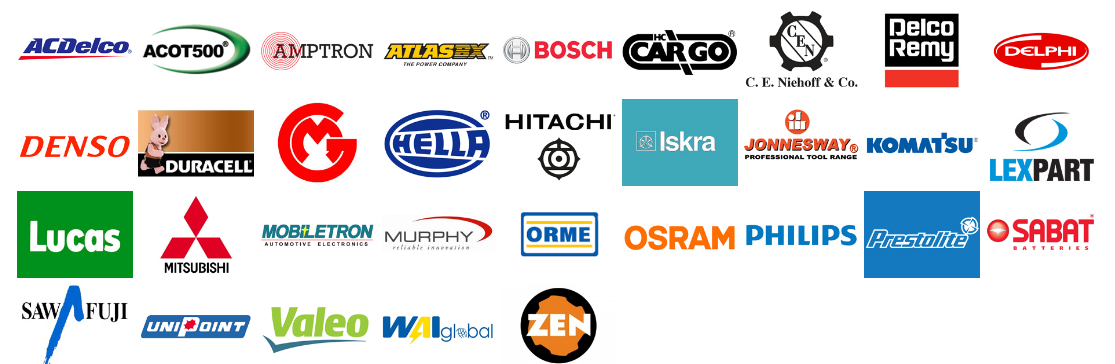 ACDelco®
ACOT500®
AMPTRON
ATLASBX™
THE POWER COMPANY
BOSCH
HC
CARGO®
CEN®
C. E. Niehoff & Co.
Delco
Remy
DELPHI
DENSO
DURACELL®
HELLA®
HITACHI
Iskra
JONNESWAY®
PROFESSIONAL TOOL RANGE
KOMATSU®
LEXPART
Lucas
MITSUBISHI
MOBILETRON
AUTOMOTIVE ELECTRONICS
MURPHY
reliable innovation
ORME
OSRAM
PHILIPS
Prestolite
SABAT®
BATTERIES
SAWAFUJI
UNIPOINT
Valeo
WAIglobal
ZEN